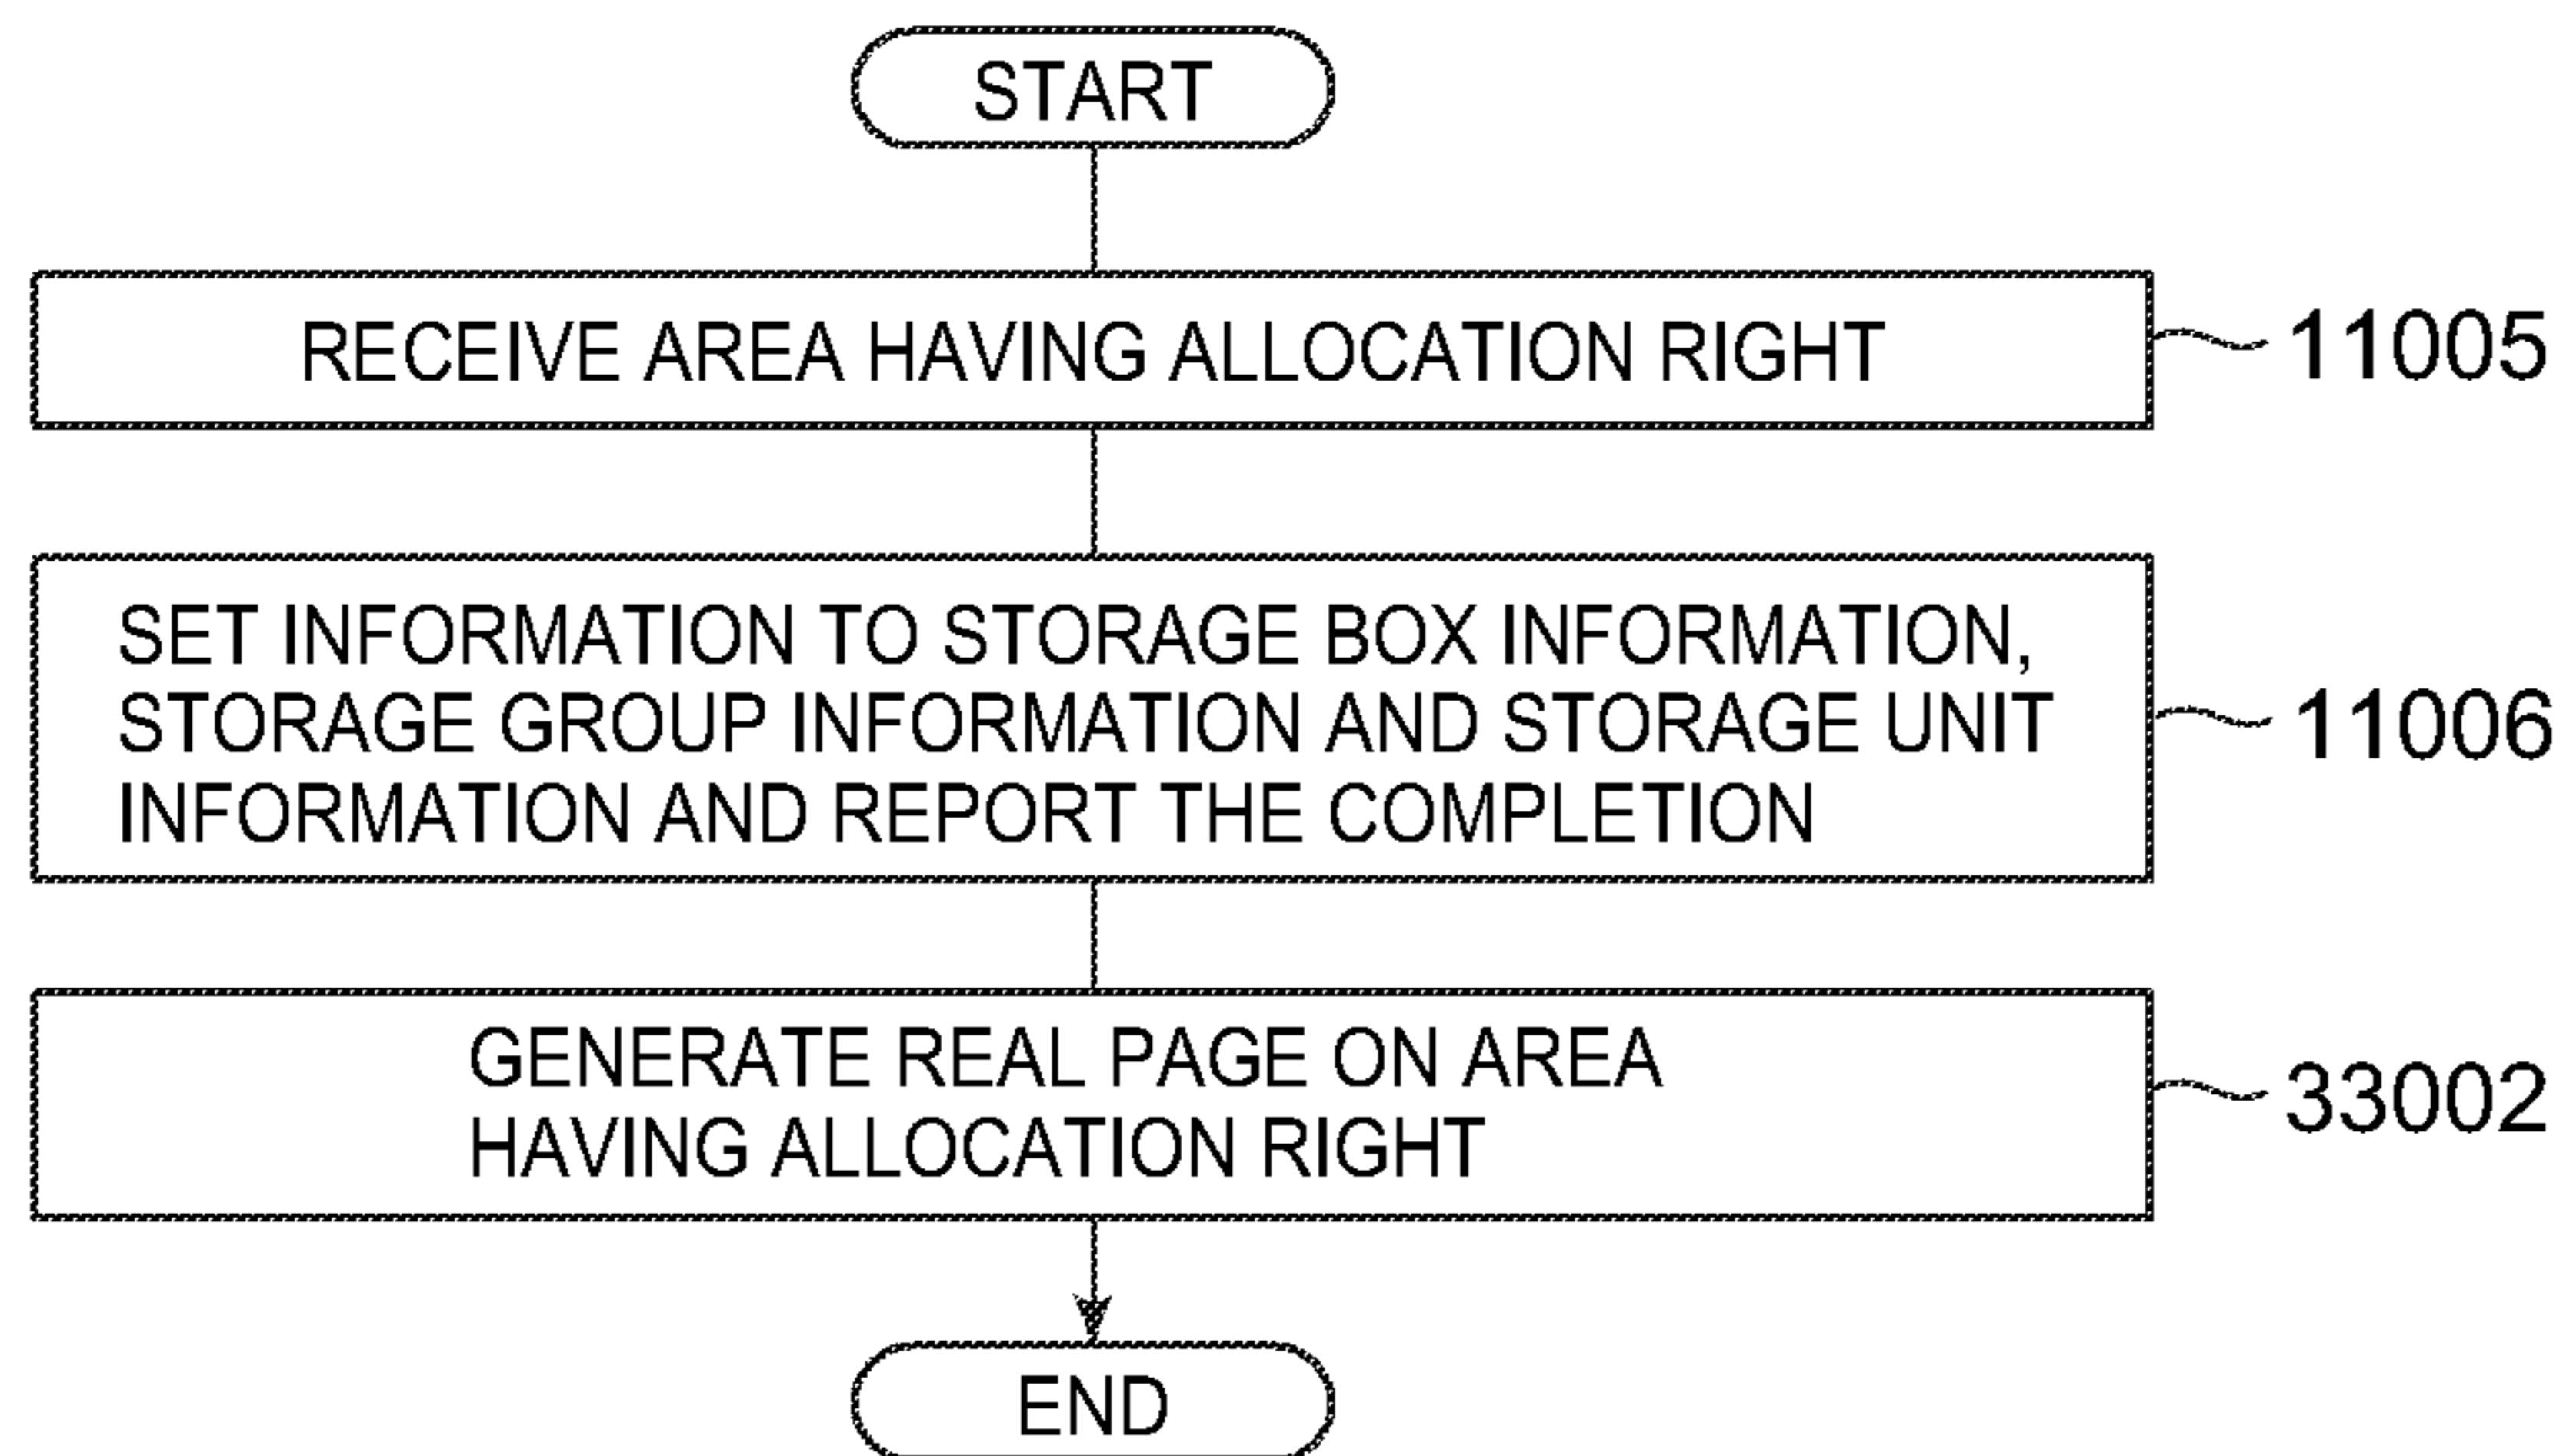 START
RECEIVE AREA HAVING ALLOCATION RIGHT
11005
SET INFORMATION TO STORAGE BOX INFORMATION,
STORAGE GROUP INFORMATION AND STORAGE UNIT
INFORMATION AND REPORT THE COMPLETION
11006
GENERATE REAL PAGE ON AREA
HAVING ALLOCATION RIGHT
33002
END